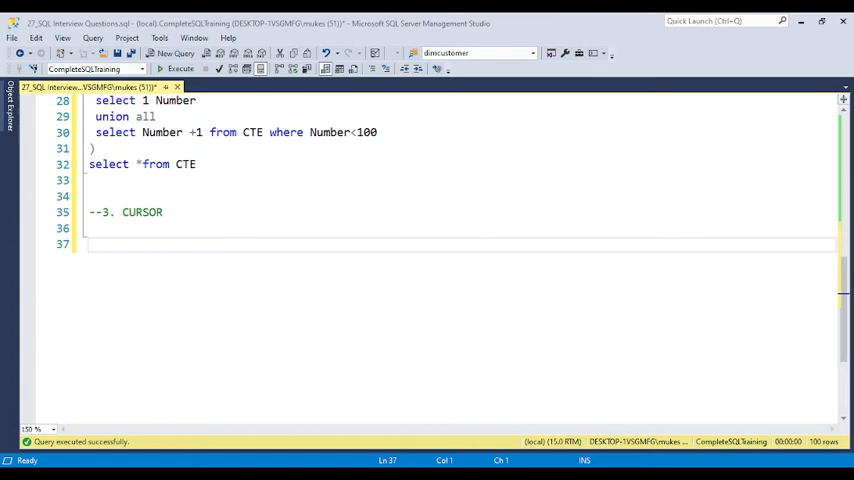 27_SQL Interview Questions.sql - (local).CompleteSQLTraining (DESKTOP-1VSGMFG\mukes (51))* - Microsoft SQL Server Management Studio
Quick Launch (Ctrl+Q)
File Edit View Query Project Tools Window Help
New Query
dimcustomer
CompleteSQLTraining
Execute
27_SQL Interview...VSGMFG\mukes (51))*
Object Explorer
28 select 1 Number
29 union all
30 select Number +1 from CTE where Number<100
31 )
32 select *from CTE
33
34
35 --3. CURSOR
36
37
150 %
Query executed successfully.
(local) (15.0 RTM) DESKTOP-1VSGMFG\mukes ... CompleteSQLTraining 00:00:00 100 rows
Ready Ln 37 Col 1 Ch 1 INS